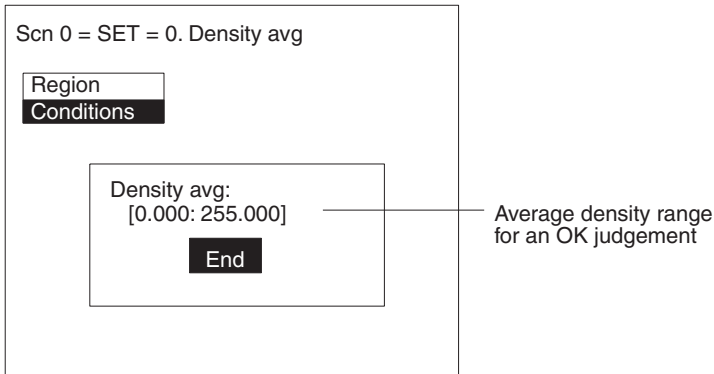 Scn 0 = SET = 0. Density avg
Region
Conditions
Density avg:
[0.000: 255.000]
End
Average density range
for an OK judgement